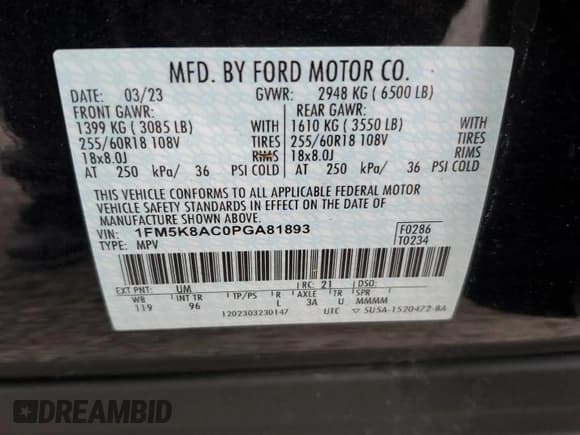 MFD. BY FORD MOTOR CO.
DATE: 03/23 GVWR: 2948 KG ( 6500 LB)
FRONT GAWR: REAR GAWR:
1399 KG ( 3085 LB) WITH 1610 KG ( 3550 LB) WITH
255/60R18 108V TIRES 255/60R18 108V TIRES
18x8.0J RIMS 18x8.0J RIMS
AT 250 kPa/ 36 PSI COLD AT 250 kPa/ 36 PSI COLD
THIS VEHICLE CONFORMS TO ALL APPLICABLE FEDERAL MOTOR
VEHICLE SAFETY STANDARDS IN EFFECT ON THE DATE OF
MANUFACTURE SHOWN ABOVE.
VIN: 1FM5K8AC0PGA81893 F0286
TYPE: MPV T0234
EXT PNT: UM RC: 21 DSO:
WB INT TR TP/PS R AXLE TR SPR
119 96 L 3A U MMMM
1202303230147 UTC ▽ 5U5A-1520472-BA
DREAMBID